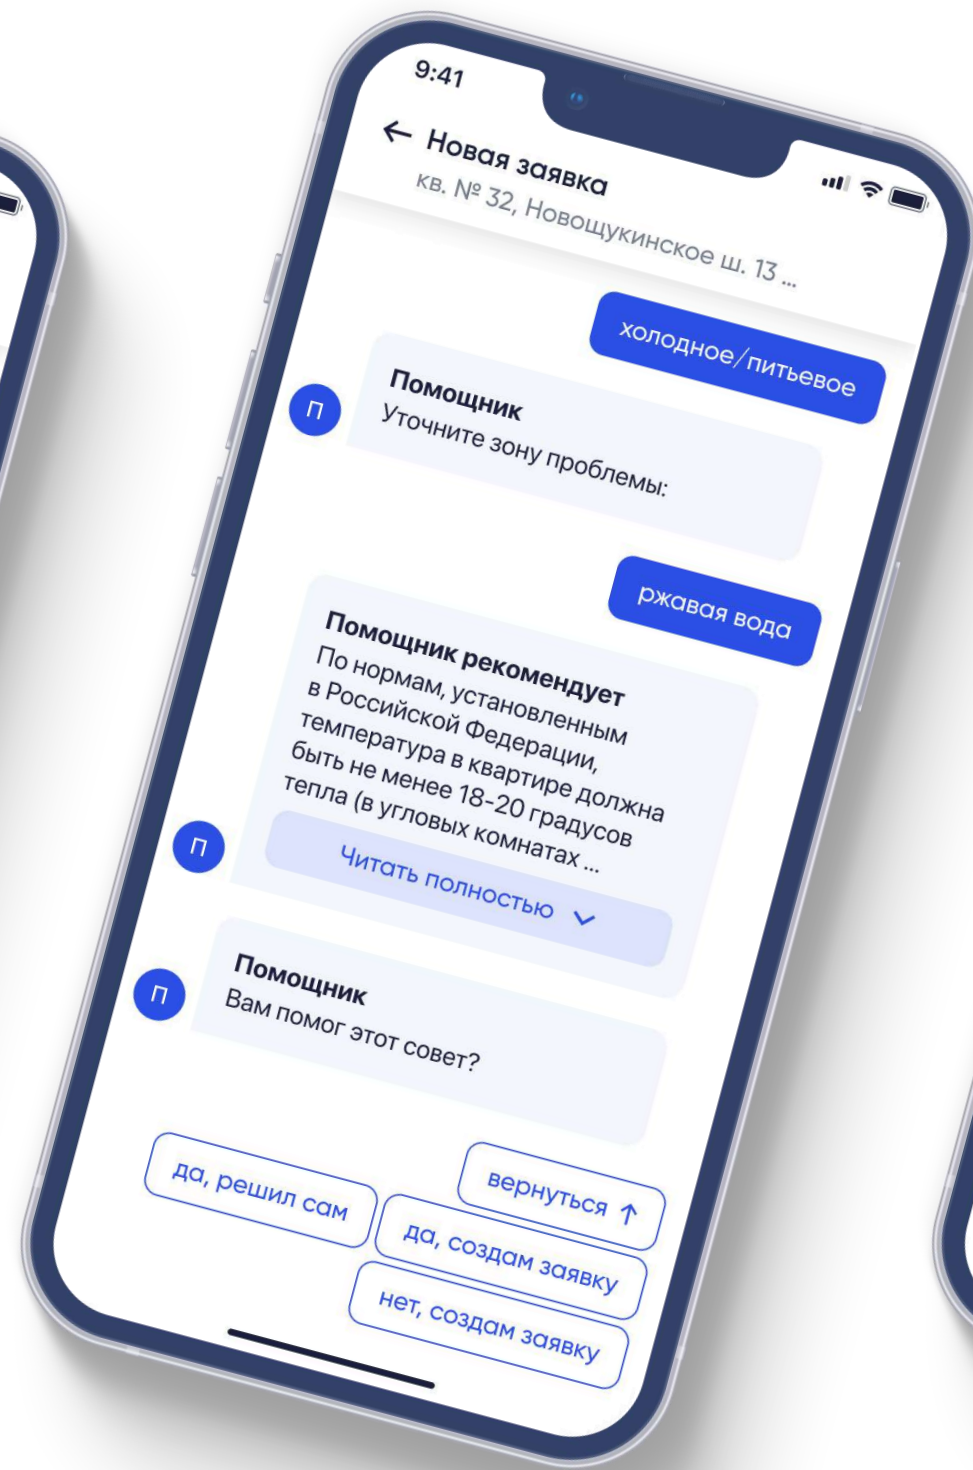 9:41
← Новая заявка
кв. № 32, Новощукинское ш. 13 ...
холодное/питьевое
П
Помощник
Уточните зону проблемы:
ржавая вода
Помощник рекомендует
По нормам, установленным
в Российской Федерации,
температура в квартире должна
быть не менее 18-20 градусов
тепла (в угловых комнатах ...
П
Читать полностью
Помощник
П
Вам помог этот совет?
вернуться ↑
да, решил сам
да, создам заявку
нет, создам заявку